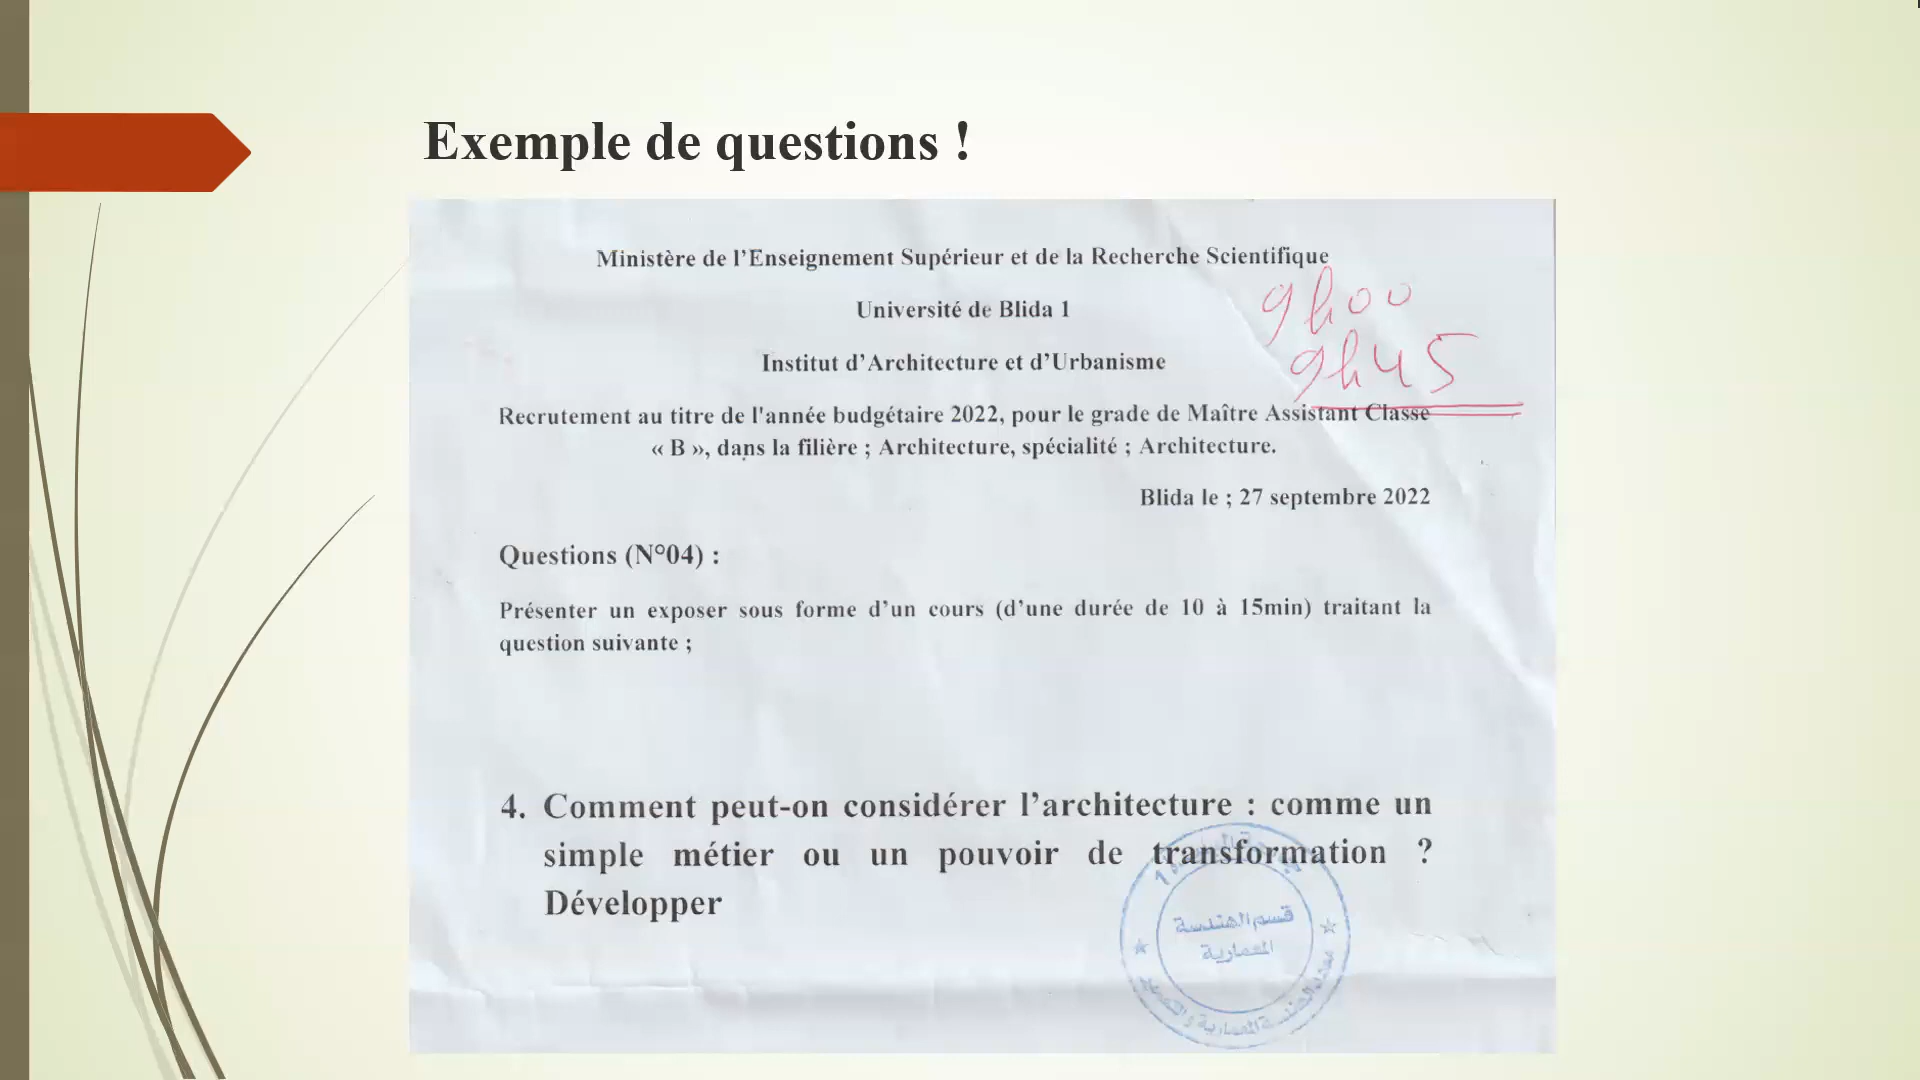 Exemple de questions !
Ministère de l’Enseignement Supérieur et de la Recherche Scientifique
9h00
Université de Blida 1
9h45
Institut d’Architecture et d’Urbanisme
Recrutement au titre de l'année budgétaire 2022, pour le grade de Maître Assistant Classe
« B », dans la filière ; Architecture, spécialité ; Architecture.
Blida le ; 27 septembre 2022
Questions (N°04) :
Présenter un exposer sous forme d’un cours (d’une durée de 10 à 15min) traitant la
question suivante ;
4. Comment peut-on considérer l’architecture : comme un
simple métier ou un pouvoir de transformation ?
Développer
قسم الهندسة
المعمارية